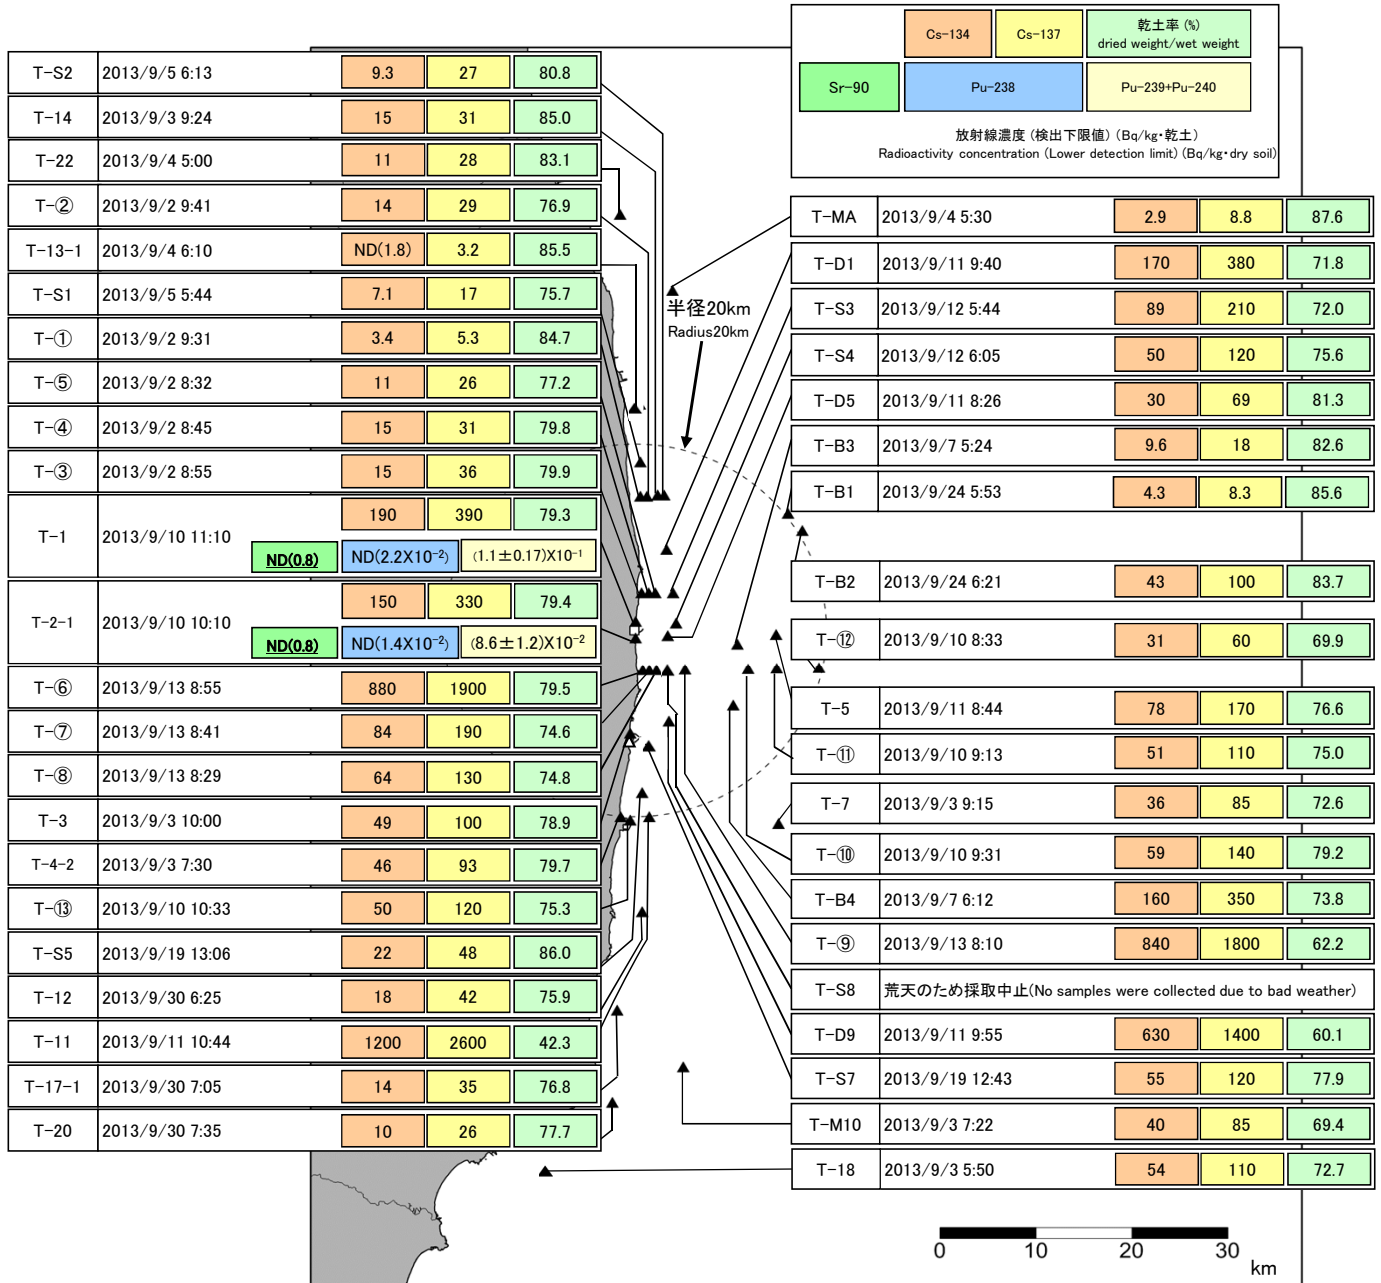 Cs-134 Cs-137 乾土率 (%)
dried weight/wet weight
Sr-90 Pu-238 Pu-239+Pu-240
放射線濃度 (検出下限値) (Bq/kg・乾土)
Radioactivity concentration (Lower detection limit) (Bq/kg・dry soil)
T-S2 2013/9/5 6:13 9.3 27 80.8
T-14 2013/9/3 9:24 15 31 85.0
T-22 2013/9/4 5:00 11 28 83.1
T-② 2013/9/2 9:41 14 29 76.9
T-13-1 2013/9/4 6:10 ND(1.8) 3.2 85.5
T-S1 2013/9/5 5:44 7.1 17 75.7
T-① 2013/9/2 9:31 3.4 5.3 84.7
T-⑤ 2013/9/2 8:32 11 26 77.2
T-④ 2013/9/2 8:45 15 31 79.8
T-③ 2013/9/2 8:55 15 36 79.9
T-1 2013/9/10 11:10 190 390 79.3
ND(0.8) ND(2.2X10⁻²) (1.1±0.17)X10⁻¹
T-2-1 2013/9/10 10:10 150 330 79.4
ND(0.8) ND(1.4X10⁻²) (8.6±1.2)X10⁻²
T-⑥ 2013/9/13 8:55 880 1900 79.5
T-⑦ 2013/9/13 8:41 84 190 74.6
T-⑧ 2013/9/13 8:29 64 130 74.8
T-3 2013/9/3 10:00 49 100 78.9
T-4-2 2013/9/3 7:30 46 93 79.7
T-⑬ 2013/9/10 10:33 50 120 75.3
T-S5 2013/9/19 13:06 22 48 86.0
T-12 2013/9/30 6:25 18 42 75.9
T-11 2013/9/11 10:44 1200 2600 42.3
T-17-1 2013/9/30 7:05 14 35 76.8
T-20 2013/9/30 7:35 10 26 77.7
半径20km
Radius20km
T-MA 2013/9/4 5:30 2.9 8.8 87.6
T-D1 2013/9/11 9:40 170 380 71.8
T-S3 2013/9/12 5:44 89 210 72.0
T-S4 2013/9/12 6:05 50 120 75.6
T-D5 2013/9/11 8:26 30 69 81.3
T-B3 2013/9/7 5:24 9.6 18 82.6
T-B1 2013/9/24 5:53 4.3 8.3 85.6
T-B2 2013/9/24 6:21 43 100 83.7
T-⑫ 2013/9/10 8:33 31 60 69.9
T-5 2013/9/11 8:44 78 170 76.6
T-⑪ 2013/9/10 9:13 51 110 75.0
T-7 2013/9/3 9:15 36 85 72.6
T-⑩ 2013/9/10 9:31 59 140 79.2
T-B4 2013/9/7 6:12 160 350 73.8
T-⑨ 2013/9/13 8:10 840 1800 62.2
T-S8 荒天のため採取中止(No samples were collected due to bad weather)
T-D9 2013/9/11 9:55 630 1400 60.1
T-S7 2013/9/19 12:43 55 120 77.9
T-M10 2013/9/3 7:22 40 85 69.4
T-18 2013/9/3 5:50 54 110 72.7
0 10 20 30
km